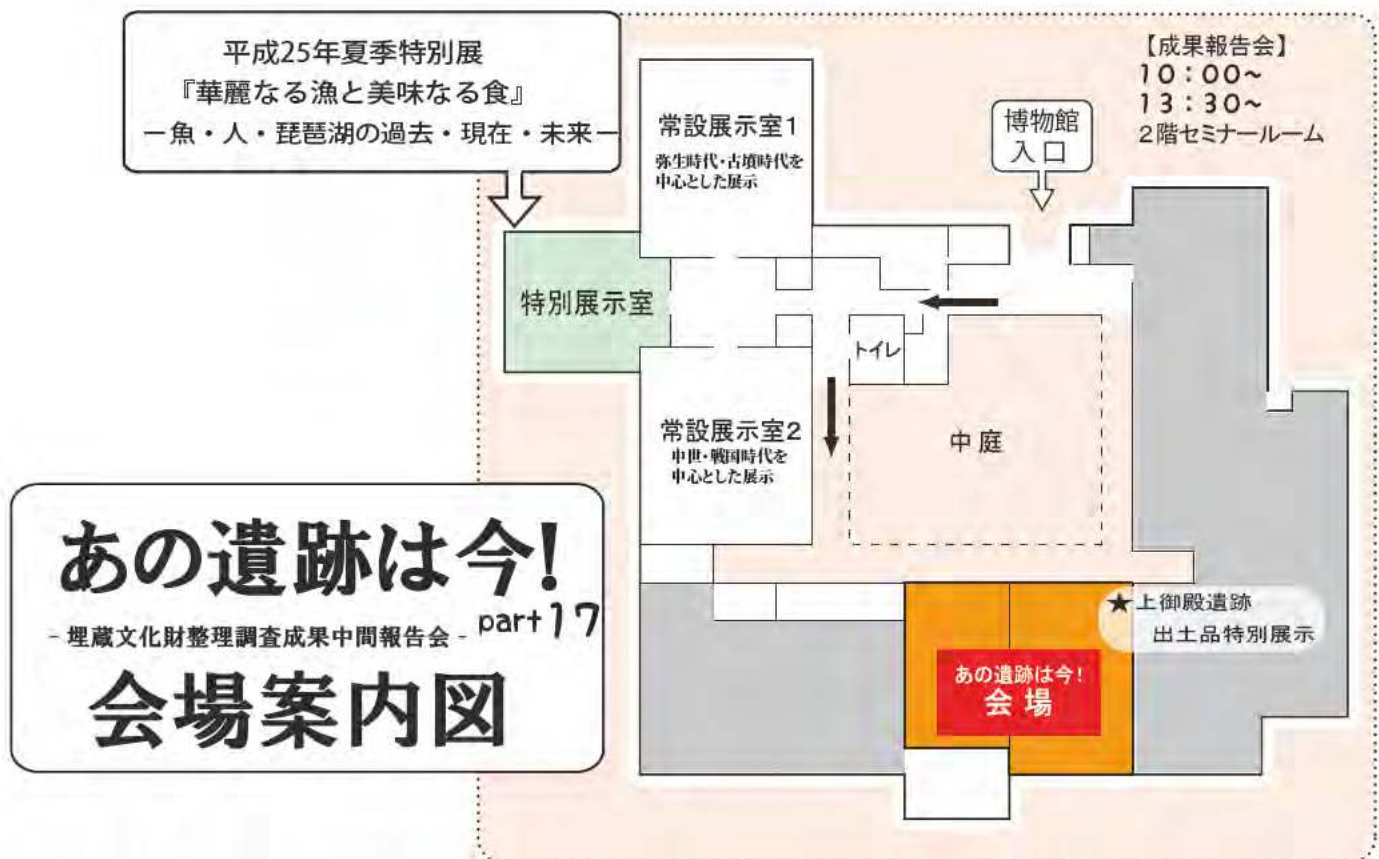 平成25年夏季特別展
『華麗なる漁と美味なる食』
－魚・人・琵琶湖の過去・現在・未来－
【成果報告会】
10：00～
13：30～
2階セミナールーム
博物館
入口
常設展示室1
弥生時代・古墳時代を
中心とした展示
特別展示室
トイレ
常設展示室2
中世・戦国時代を
中心とした展示
中庭
あの遺跡は今！
part17
- 埋蔵文化財整理調査成果中間報告会 -
会場案内図
★上御殿遺跡
出土品特別展示
あの遺跡は今！
会場